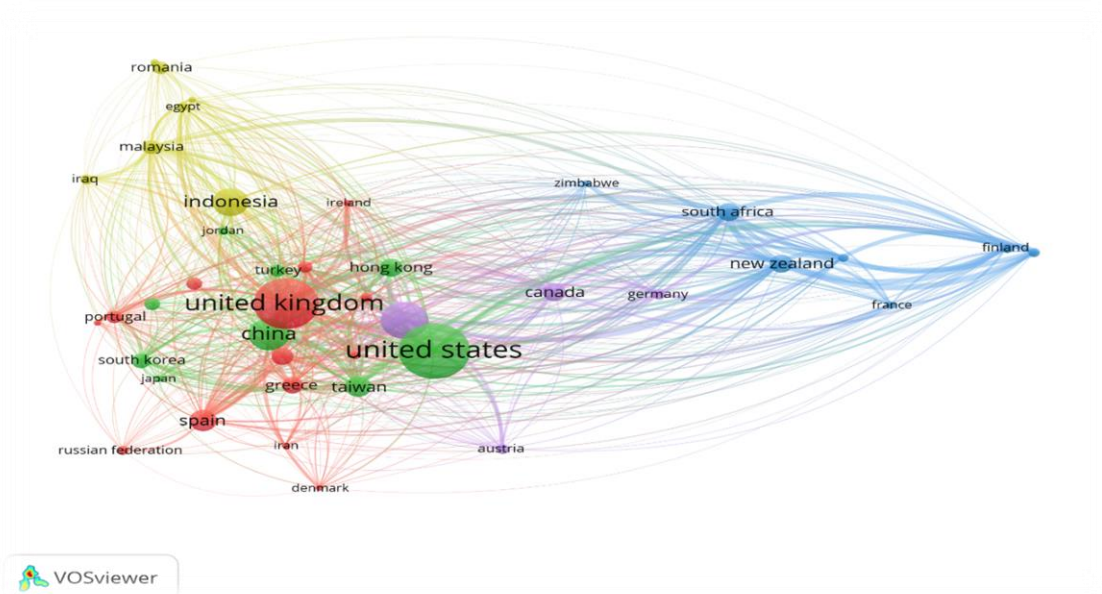 romania
egypt
malaysia
iraq
zimbabwe
indonesia
ireland
south africa
jordan
finland
turkey
hong kong
new zealand
canada
germany
united kingdom
france
portugal
china
united states
south korea
japan
greece
taiwan
spain
iran
austria
russian federation
denmark
VOSviewer